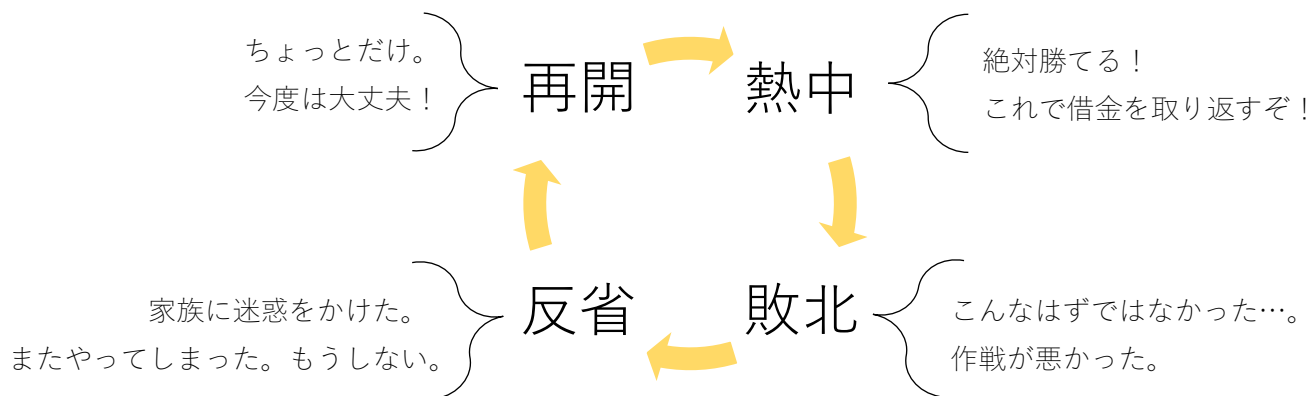 ちょっとだけ。
今度は大丈夫！
再開
熱中
絶対勝てる！
これで借金を取り返すぞ！
家族に迷惑をかけた。
またやってしまった。もうしない。
反省
敗北
こんなはずではなかった…。
作戦が悪かった。